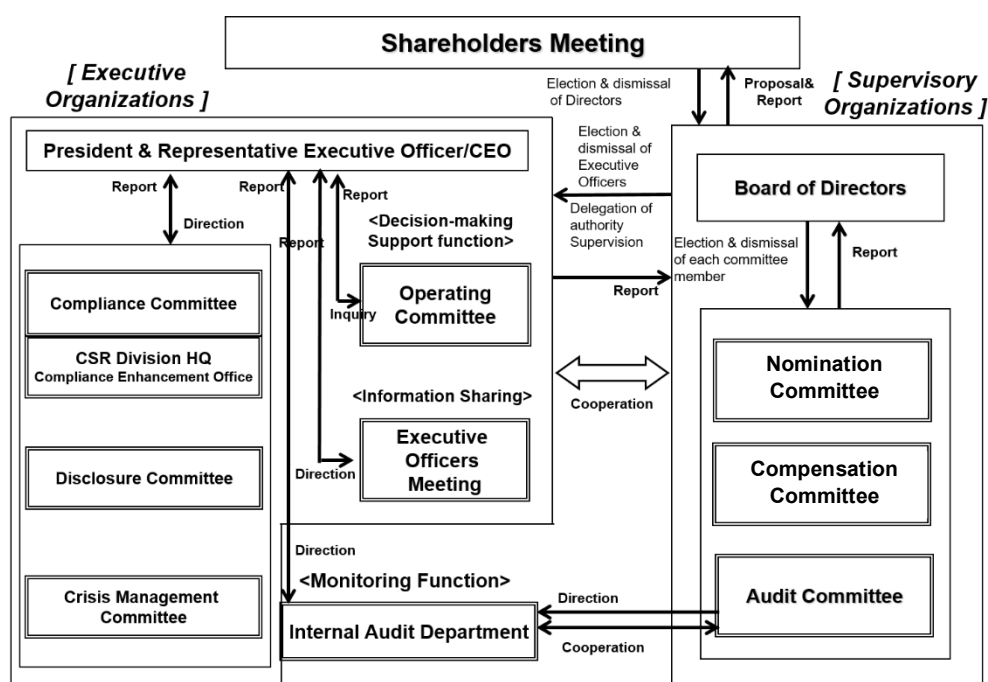 Shareholders Meeting
[ Executive
Organizations ]
Election & dismissal
of Directors
Proposal&
Report
[ Supervisory
Organizations ]
President & Representative Executive Officer/CEO
Election &
dismissal of
Executive
Officers
Board of Directors
Report
Report
Report
Direction
Report
<Decision-making
Support function>
Delegation of
authority
Supervision
Election & dismissal
of each committee
member
Report
Report
Compliance Committee
Operating
Committee
Inquiry
CSR Division HQ
Compliance Enhancement Office
Nomination
Committee
Cooperation
<Information Sharing>
Executive
Officers
Meeting
Direction
Disclosure Committee
Compensation
Committee
Direction
<Monitoring Function>
Crisis Management
Committee
Internal Audit Department
Direction
Cooperation
Audit Committee